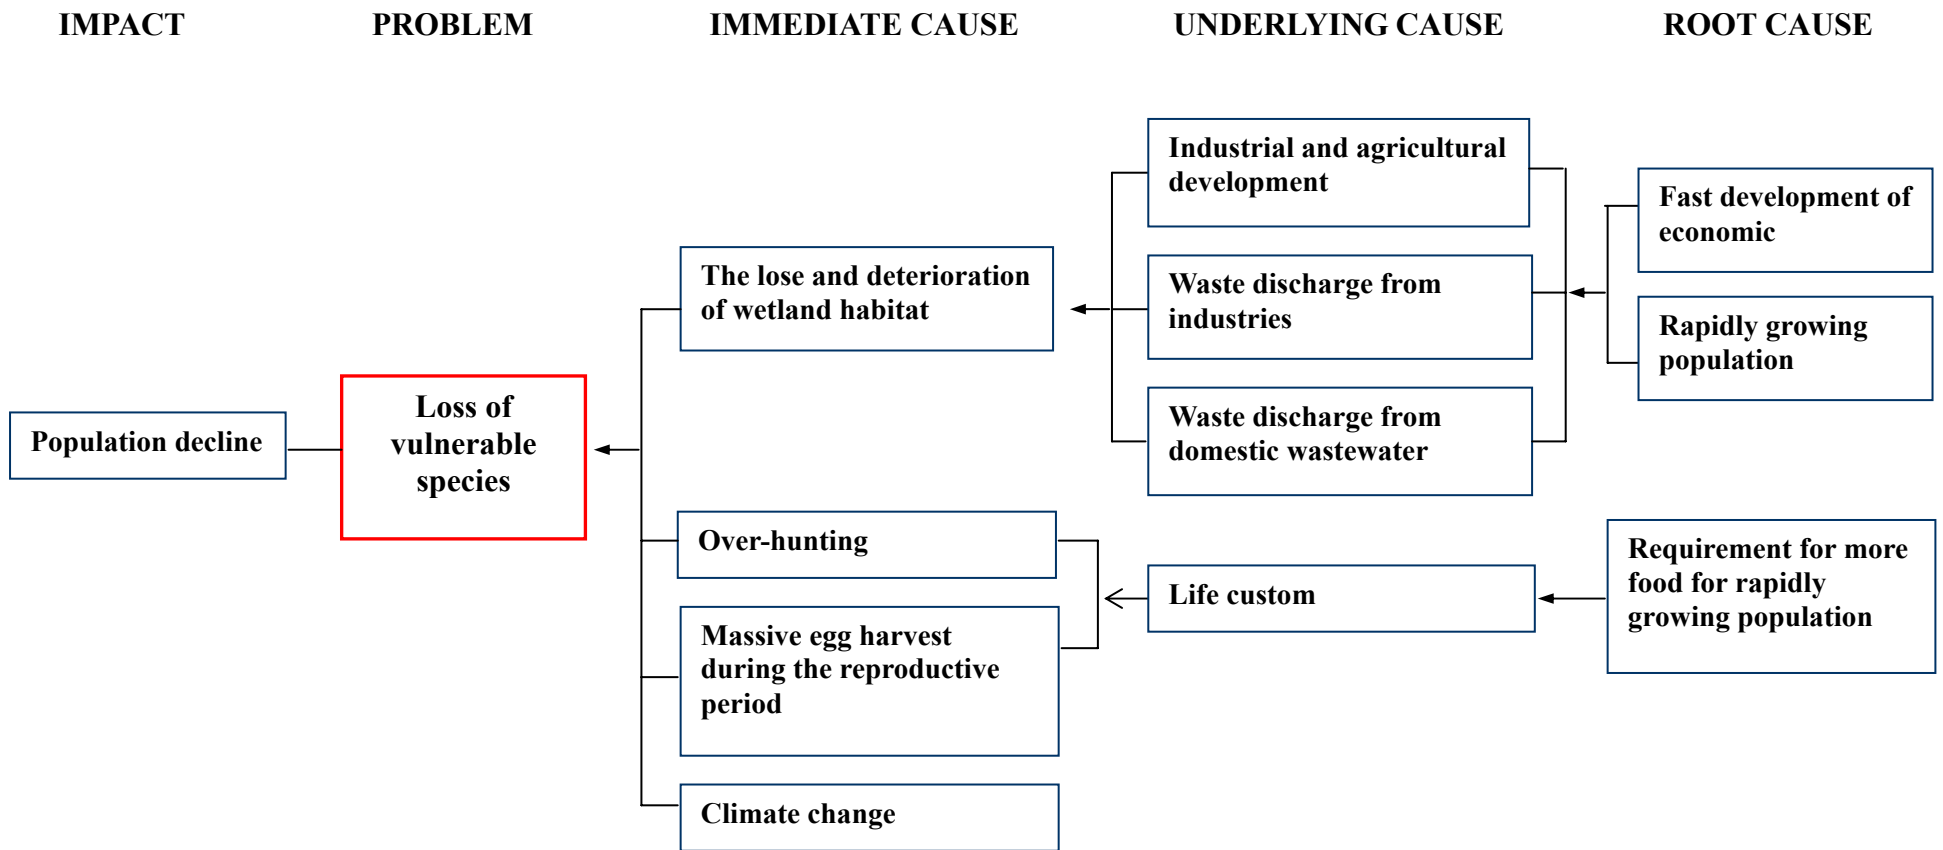 IMPACT PROBLEM IMMEDIATE CAUSE UNDERLYING CAUSE ROOT CAUSE
Population decline
Loss of
vulnerable
species
The lose and deterioration
of wetland habitat
Over-hunting
Massive egg harvest
during the reproductive
period
Climate change
Industrial and agricultural
development
Waste discharge from
industries
Waste discharge from
domestic wastewater
Life custom
Fast development of
economic
Rapidly growing
population
Requirement for more
food for rapidly
growing population